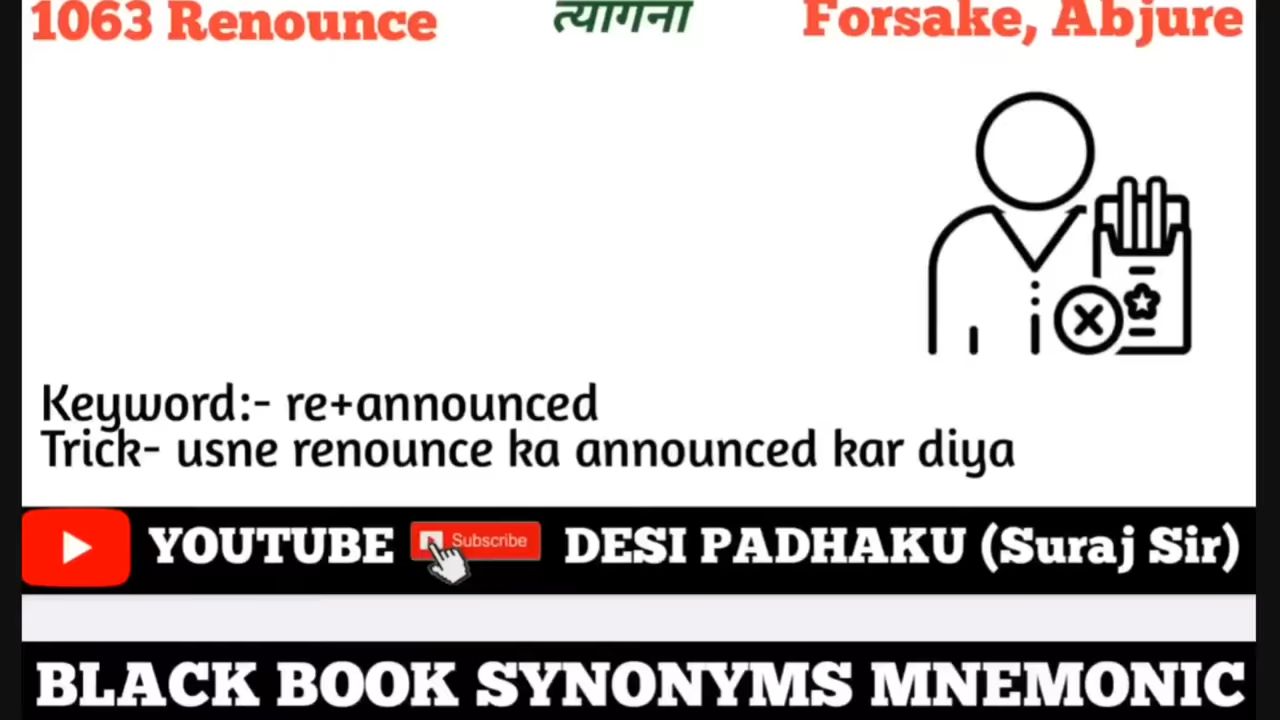 1063 Renounce त्यागना Forsake, Abjure
Keyword:- re+announced
Trick- usne renounce ka announced kar diya
YOUTUBE Subscribe DESI PADHAKU (Suraj Sir)
BLACK BOOK SYNONYMS MNEMONIC